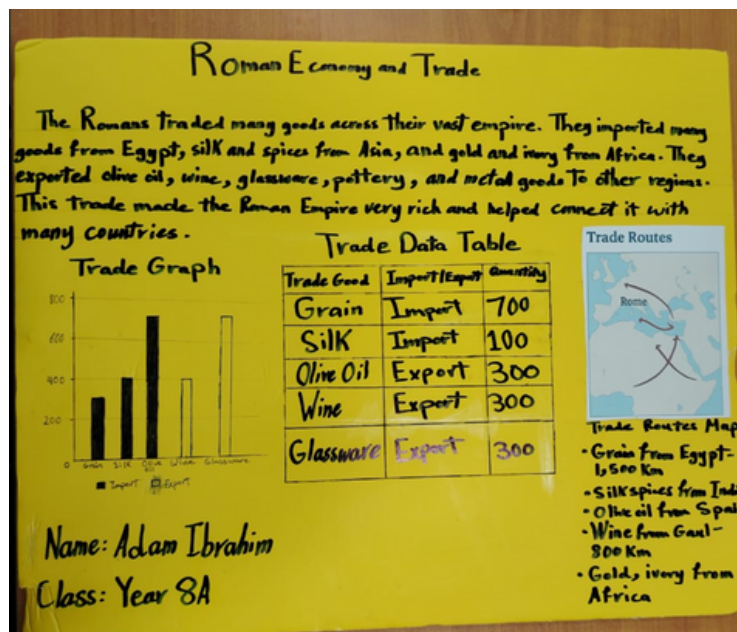 Roman Economy and Trade
The Romans traded many goods across their vast empire. They imported many
goods from Egypt, silk and spices from Asia, and gold and ivory from Africa. They
exported olive oil, wine, glassware, pottery, and metal goods To other regions.
This trade made the Roman Empire very rich and helped connect it with
many countries.
Trade Graph
800
600
400
200
0
Grain Silk Olive Oil Wine Glassware
Import Export
Trade Data Table
Trade Good Import/Export Quantity
Grain Import 700
Silk Import 100
Olive Oil Export 300
Wine Export 300
Glassware Export 300
Trade Routes
Rome
Trade Routes Map
• Grain from Egypt-
1,500 Km
• Silk spices from
• Olive oil from
• Wine from Gaul-
800 Km
• Gold, ivory from
Africa
Name: Adam Ibrahim
Class: Year 8A